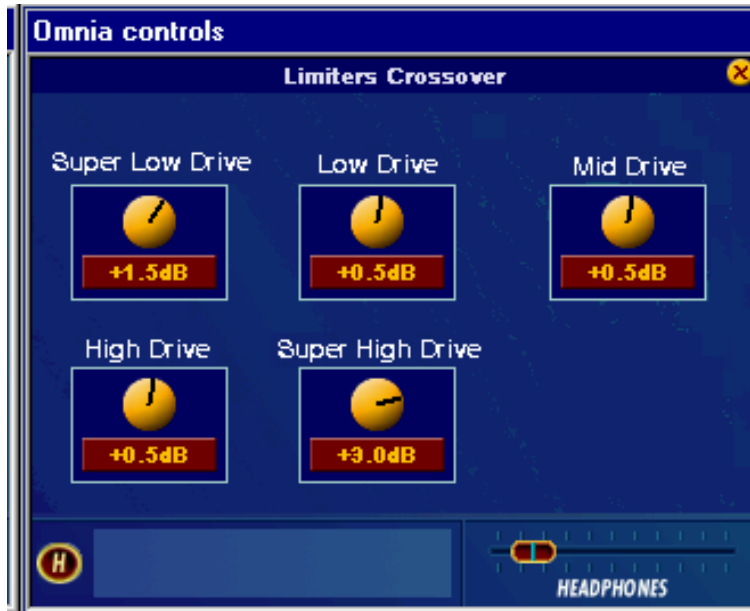 Omnia controls
Limiters Crossover
Super Low Drive
+1.5dB
Low Drive
+0.5dB
Mid Drive
+0.5dB
High Drive
+0.5dB
Super High Drive
+3.0dB
H
HEADPHONES